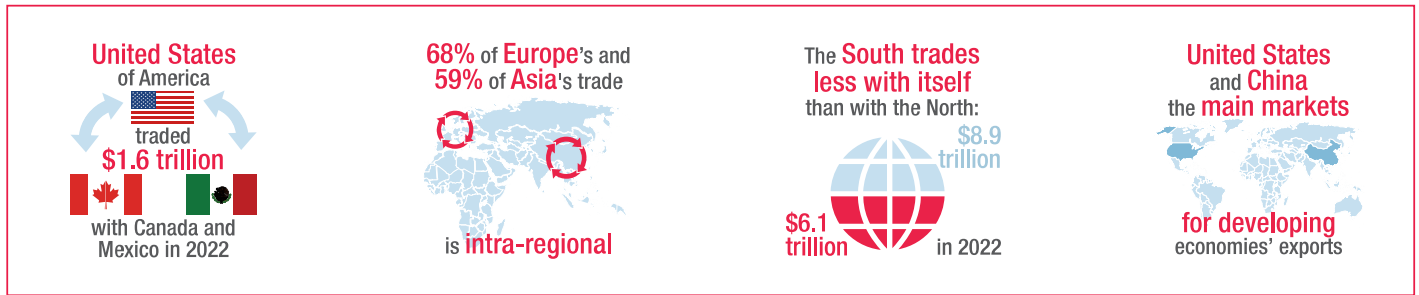 United States
of America
traded
$1.6 trillion
with Canada and
Mexico in 2022
68% of Europe's and
59% of Asia's trade
is intra-regional
The South trades
less with itself
than with the North:
$8.9
trillion
$6.1
trillion
in 2022
United States
and China
the main markets
for developing
economies' exports